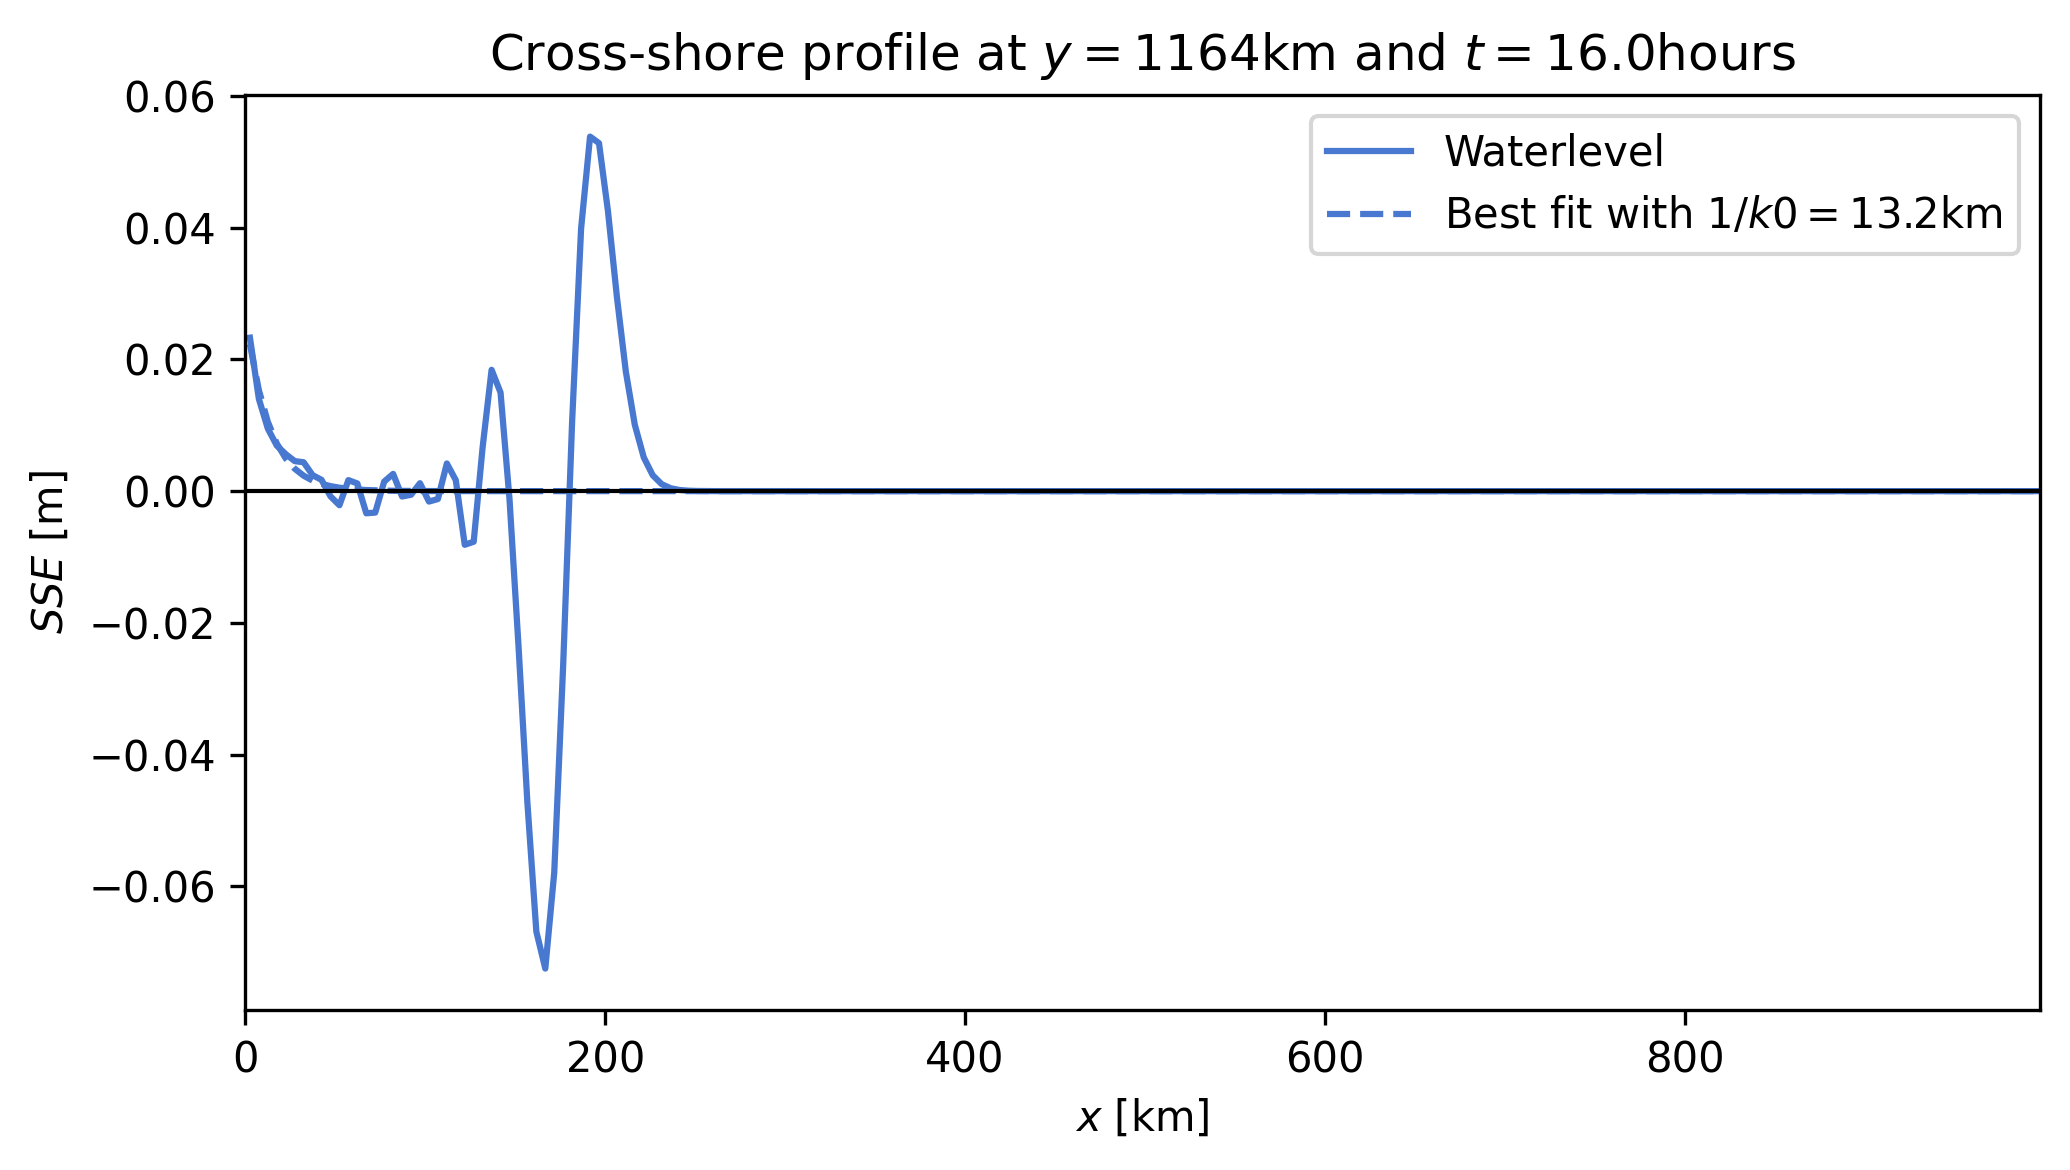 Cross-shore profile at y = 1164km and t = 16.0hours
0.06
0.04
0.02
0.00
−0.02
−0.04
−0.06
SSE [m]
Waterlevel
Best fit with 1/k0 = 13.2km
0
200
400
600
800
x [km]